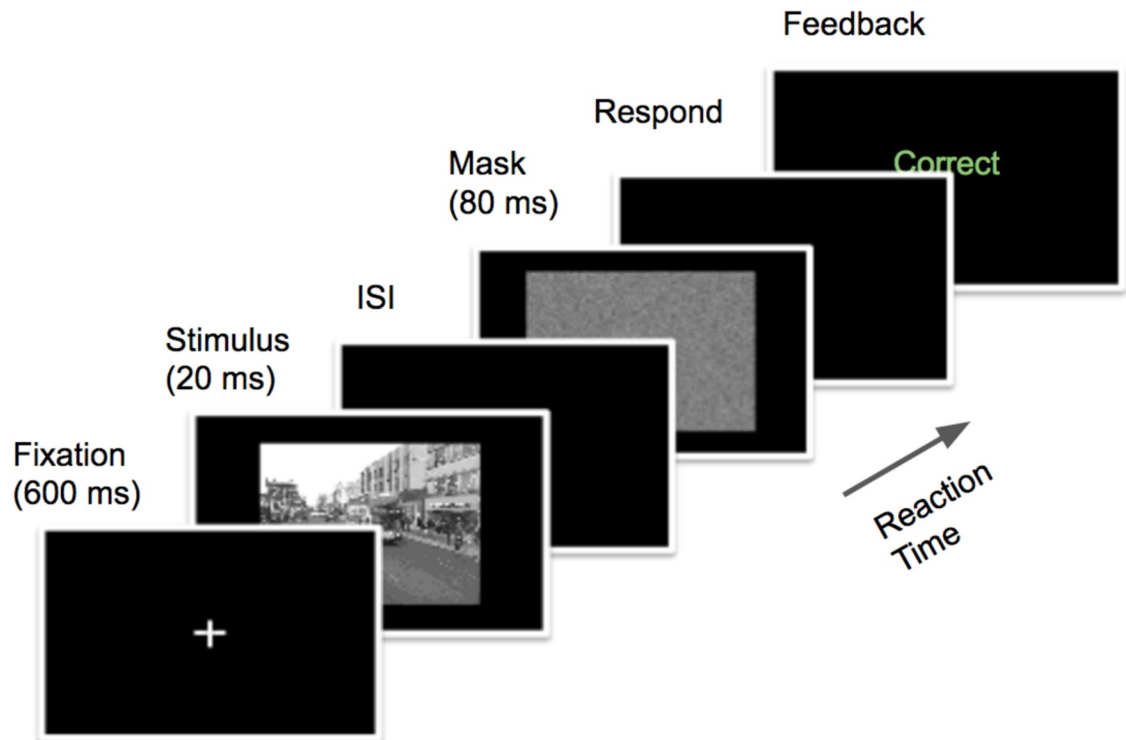 Fixation
(600 ms)
Stimulus
(20 ms)
ISI
Mask
(80 ms)
Respond
Feedback
Correct
Reaction
Time